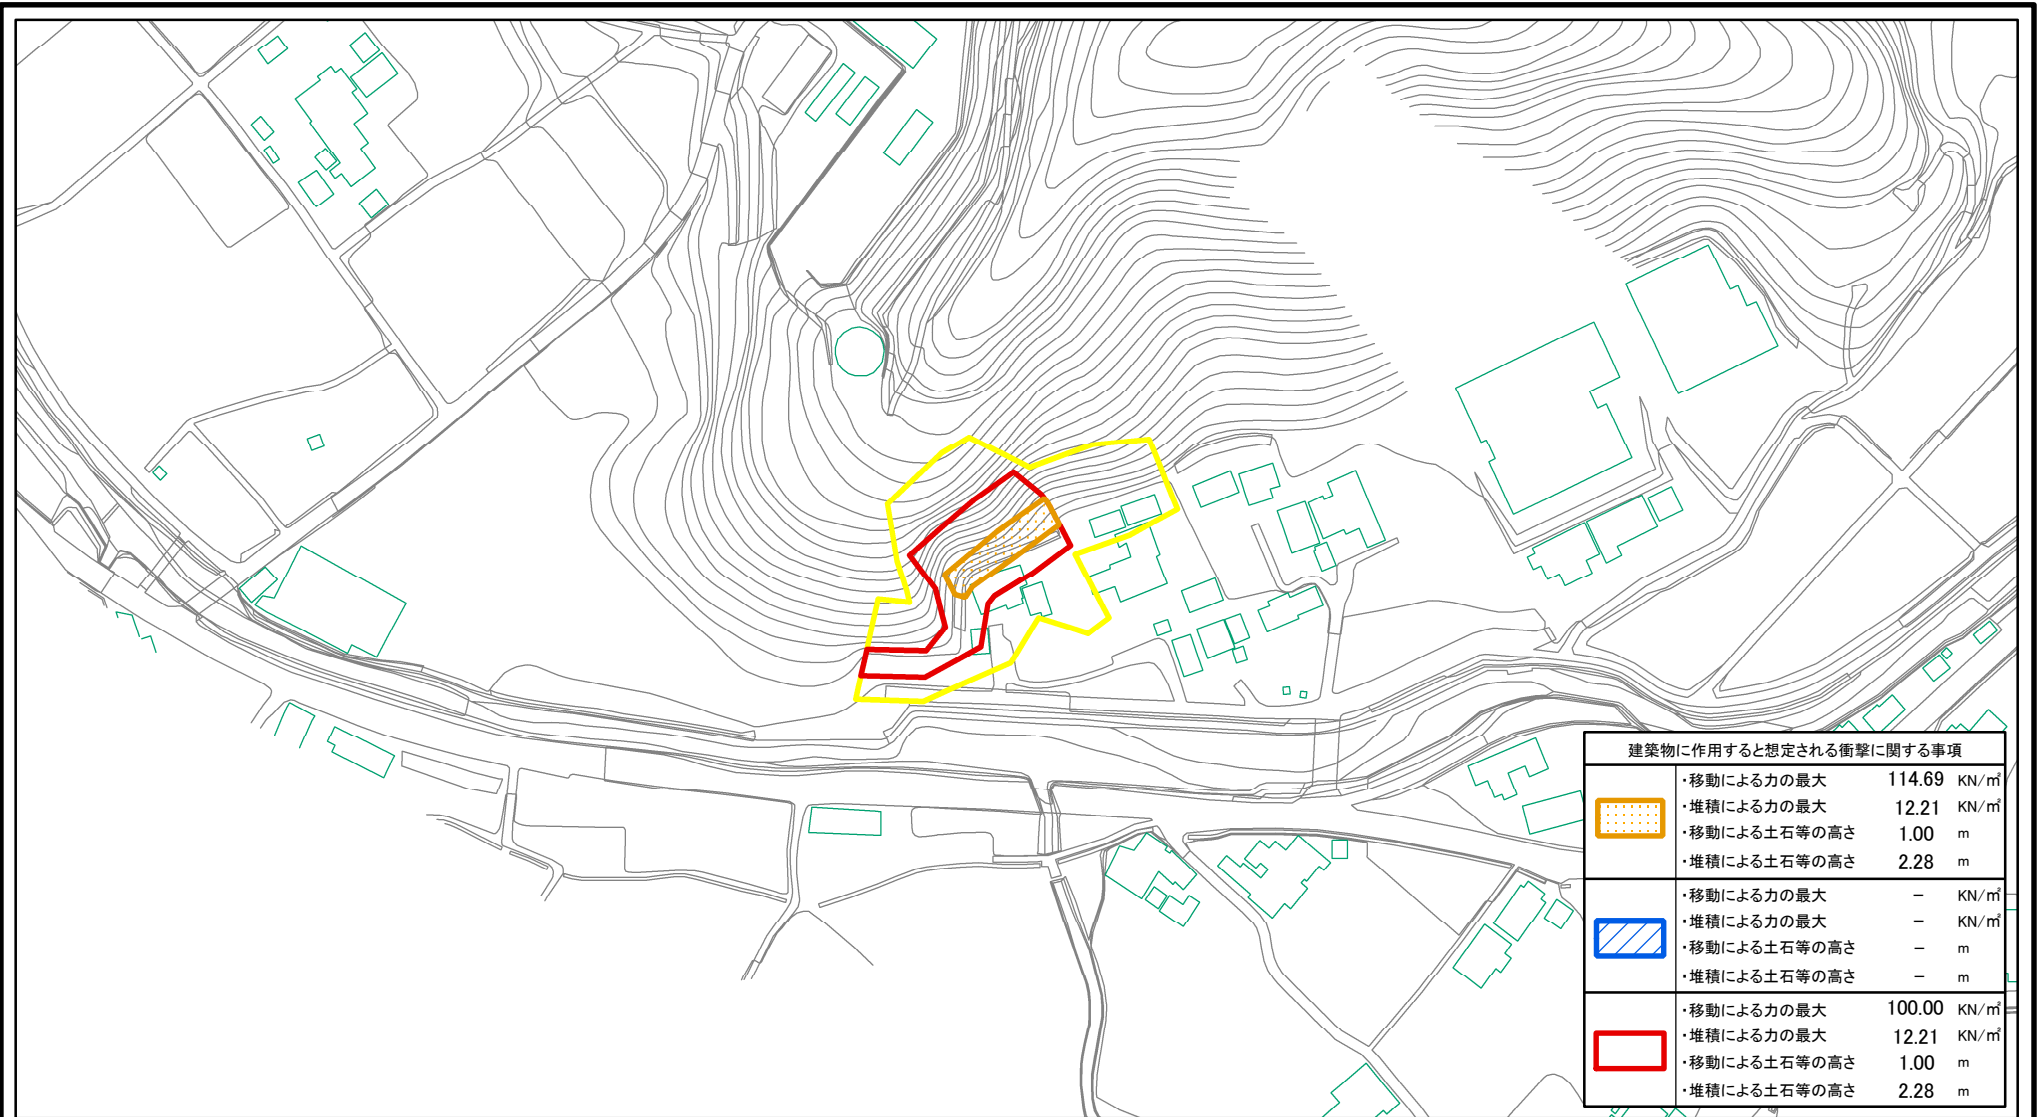 建築物に作用すると想定される衝撃に関する事項
・移動による力の最大 114.69 KN/㎡
・堆積による力の最大 12.21 KN/㎡
・移動による土石等の高さ 1.00 m
・堆積による土石等の高さ 2.28 m
・移動による力の最大 － KN/㎡
・堆積による力の最大 － KN/㎡
・移動による土石等の高さ － m
・堆積による土石等の高さ － m
・移動による力の最大 100.00 KN/㎡
・堆積による力の最大 12.21 KN/㎡
・移動による土石等の高さ 1.00 m
・堆積による土石等の高さ 2.28 m